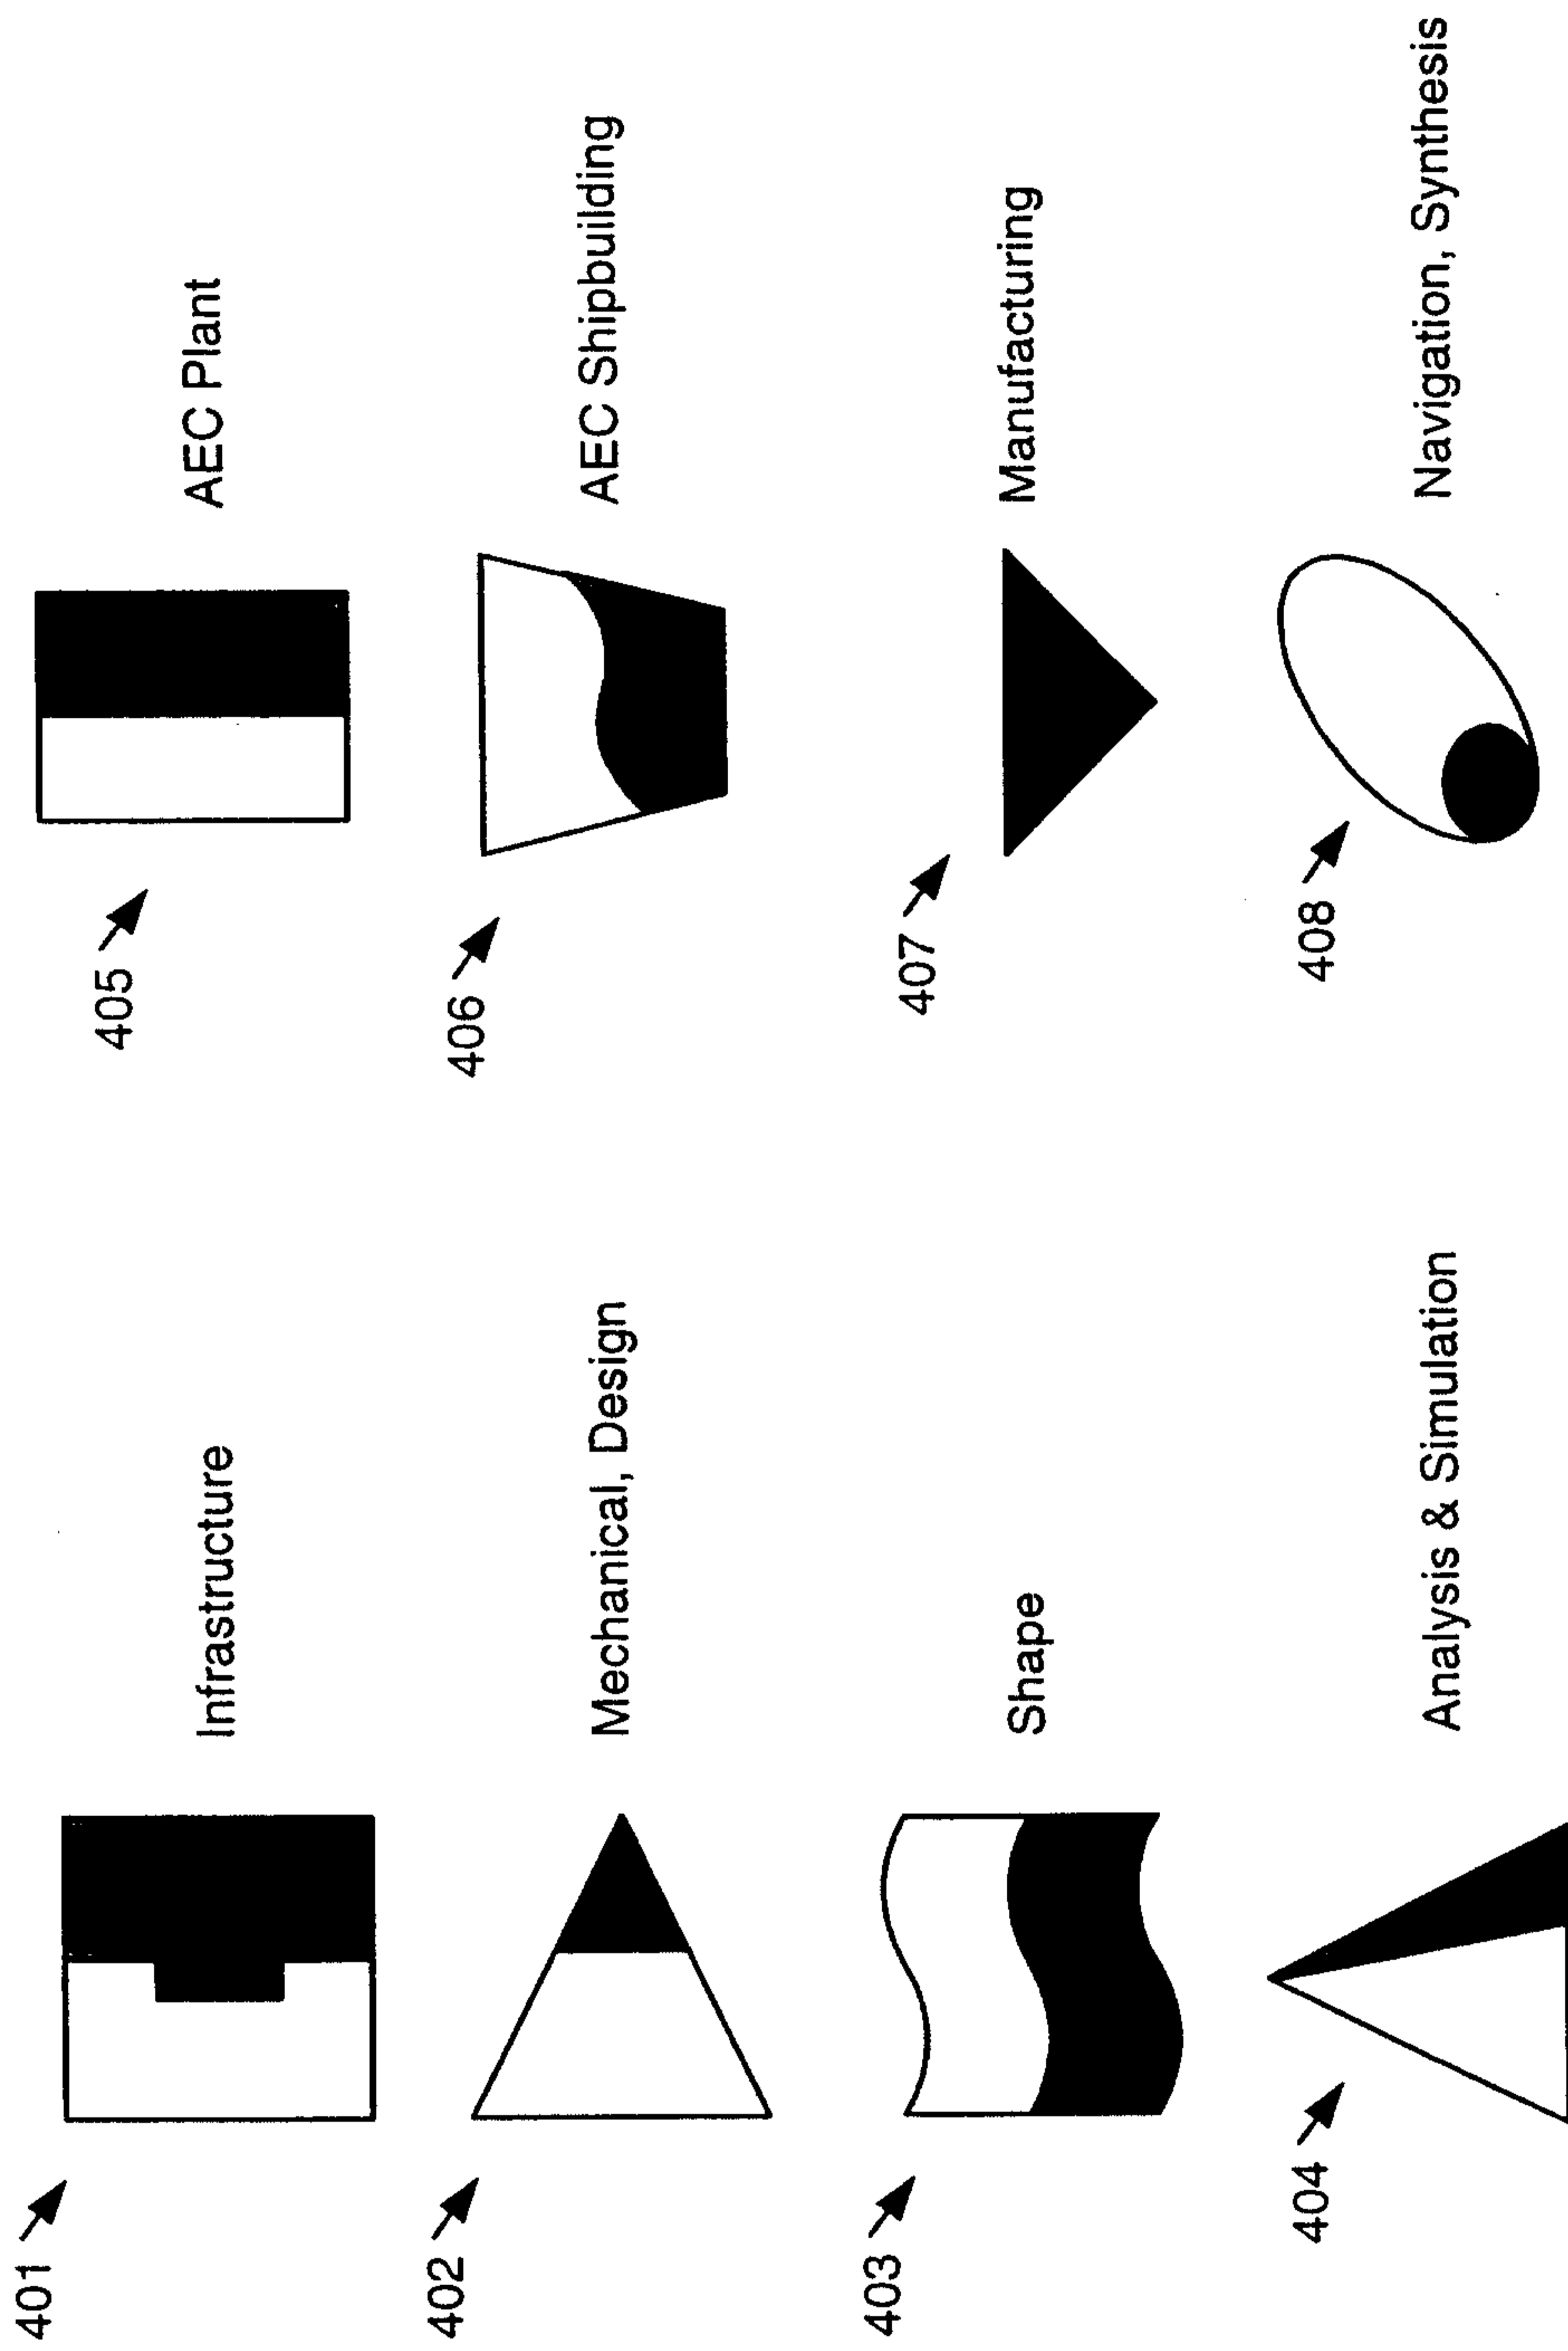 401
Infrastructure
402
Mechanical, Design
403
Shape
404
Analysis & Simulation
405
AEC Plant
406
AEC Shipbuilding
407
Manufacturing
408
Navigation, Synthesis